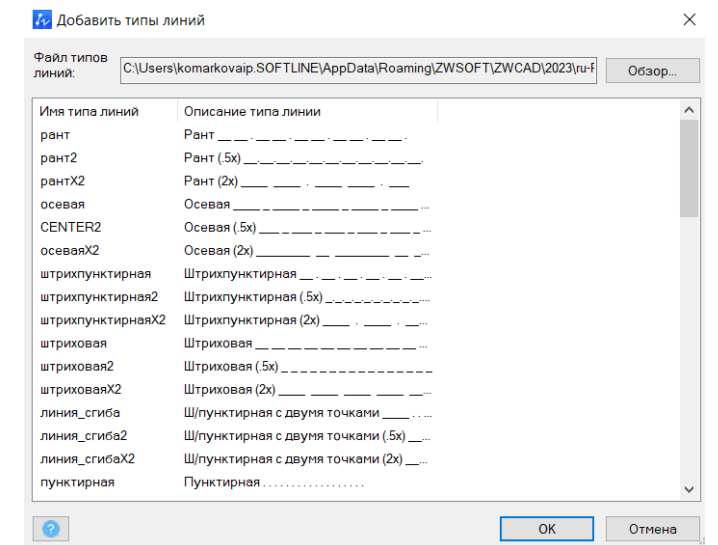 Добавить типы линий
Файл типов
линий:
C:\Users\komarkovaip.SOFTLINE\AppData\Roaming\ZWSOFT\ZWCAD\2023\ru-F
Обзор...
Имя типа линий Описание типа линии
рант Рант __ __ . __ __ . __ __ . __ __ . __ __ .
рант2 Рант (.5x) __.__.__.__.__.__.__.__.__.
рантX2 Рант (2x) ____ ____ . ____ ____ . ___
осевая Осевая ____ _ ____ _ ____ _ ____ _ ____ ...
CENTER2 Осевая (.5x) ___ _ ___ _ ___ _ ___ _ ...
осеваяX2 Осевая (2x) ________ __ ________ __ _...
штрихпунктирная Штрихпунктирная __ . __ . __ . __ . __...
штрихпунктирная2 Штрихпунктирная (.5x) _._._._._._._._....
штрихпунктирнаяX2 Штрихпунктирная (2x) ____ . ____ . __...
штриховая Штриховая __ __ __ __ __ __ __ __ __ ...
штриховая2 Штриховая (.5x) _ _ _ _ _ _ _ _ _ _ _ _ _ _ _ _
штриховаяX2 Штриховая (2x) ____ ____ ____ ____ __...
линия_сгиба Ш/пунктирная с двумя точками ____ . . ...
линия_сгиба2 Ш/пунктирная с двумя точками (.5x) __...
линия_сгибаX2 Ш/пунктирная с двумя точками (2x) __...
пунктирная Пунктирная . . . . . . . . . . . . . . . . . .
?
OK
Отмена